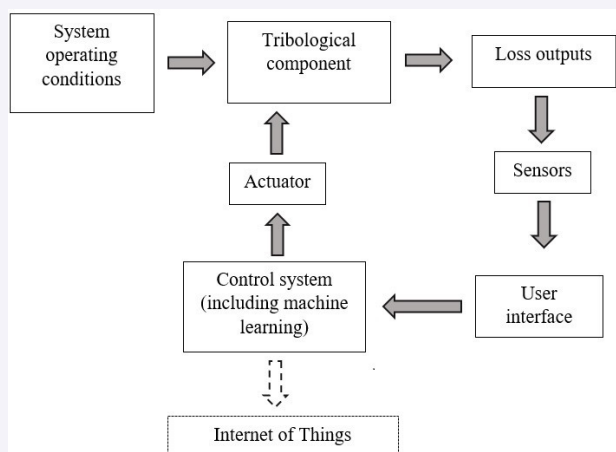 System
operating
conditions
Tribological
component
Loss outputs
Actuator
Sensors
Control system
(including machine
learning)
User
interface
Internet of Things